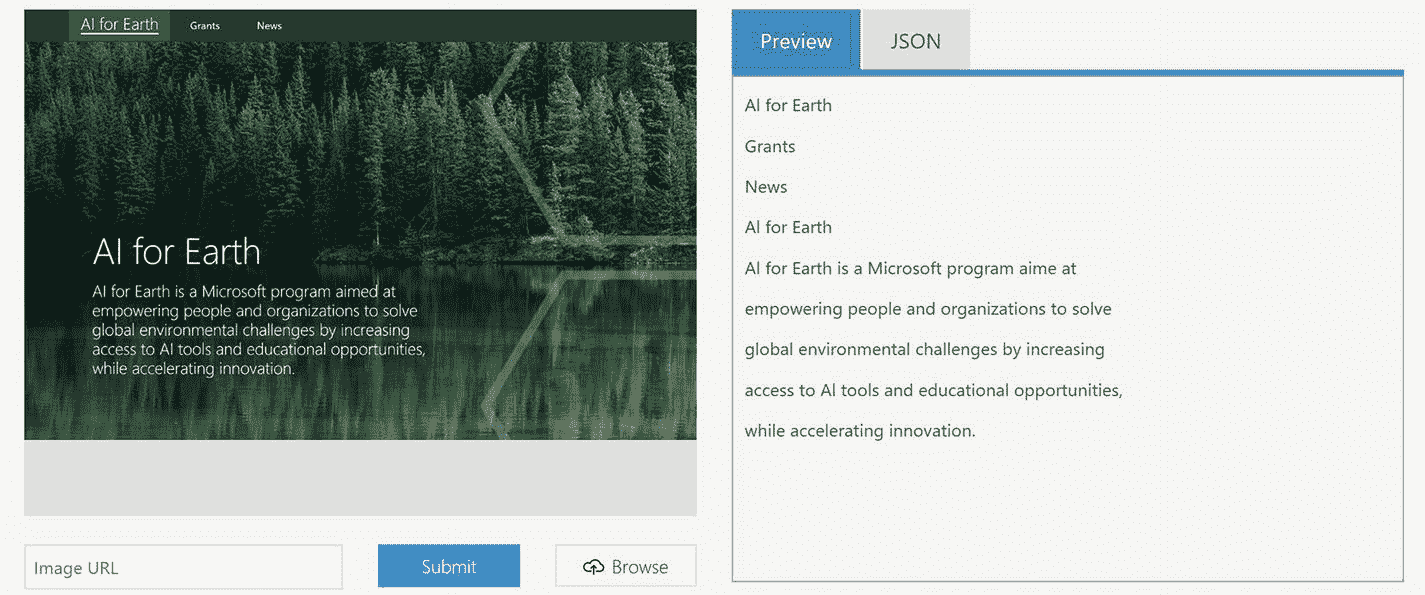 AI for Earth
Grants
News
AI for Earth
AI for Earth is a Microsoft program aimed at
empowering people and organizations to solve
global environmental challenges by increasing
access to AI tools and educational opportunities,
while accelerating innovation.
Image URL
Submit
Browse
Preview
JSON
AI for Earth
Grants
News
AI for Earth
AI for Earth is a Microsoft program aime at
empowering people and organizations to solve
global environmental challenges by increasing
access to AI tools and educational opportunities,
while accelerating innovation.